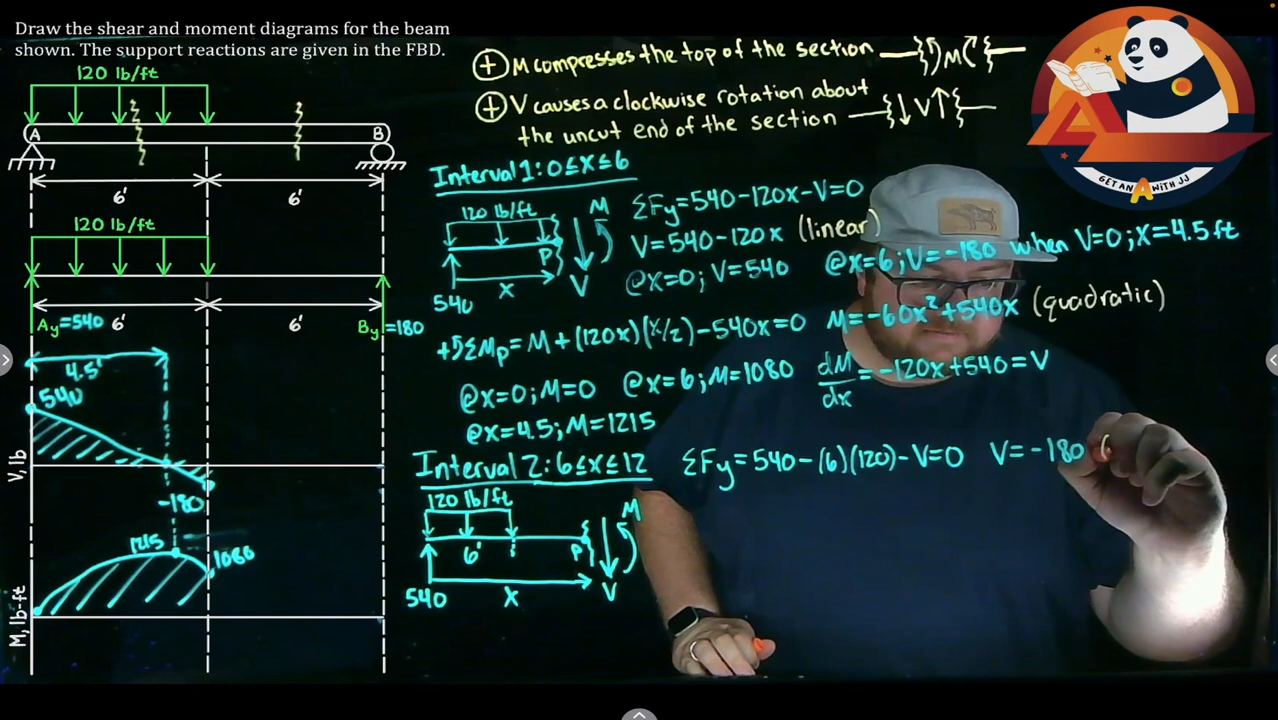 Draw the shear and moment diagrams for the beam
shown. The support reactions are given in the FBD.
120 lb/ft
A
B
6'
6'
120 lb/ft
Ay=540
6'
6'
By=180
4.5'
540
V, lb
-180
1215
1080
M, lb-ft
⊕ M compresses the top of the section
M
⊕ V causes a clockwise rotation about
the uncut end of the section
V
Interval 1: 0≤x≤6
120 lb/ft
M
P
x
V
540
ΣFy=540-120x-V=0
V=540-120x (linear)
@x=0; V=540 @x=6; V=-180 when V=0; x=4.5 ft
+↺ΣMp=M+(120x)(x/2)-540x=0 M=-60x²+540x (quadratic)
@x=0; M=0 @x=6; M=1080 dM/dx=-120x+540=V
@x=4.5; M=1215
Interval 2: 6≤x≤12
ΣFy=540-(6)(120)-V=0 V=-180 (
120 lb/ft
M
6'
P
540
x
V
GET AN A WITH JJ